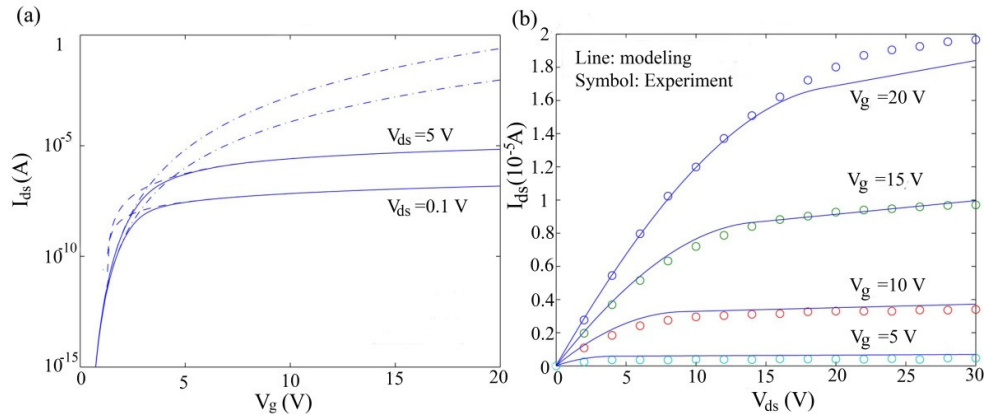 (a)
1
10^-5
10^-10
10^-15
I_ds (A)
V_ds =5 V
V_ds =0.1 V
0 5 10 15 20
V_g (V)
(b)
2
1.8
1.6
1.4
1.2
1
0.8
0.6
0.4
0.2
0
I_ds(10^-5A)
Line: modeling
Symbol: Experiment
V_g =20 V
V_g =15 V
V_g =10 V
V_g =5 V
0 5 10 15 20 25 30
V_ds (V)